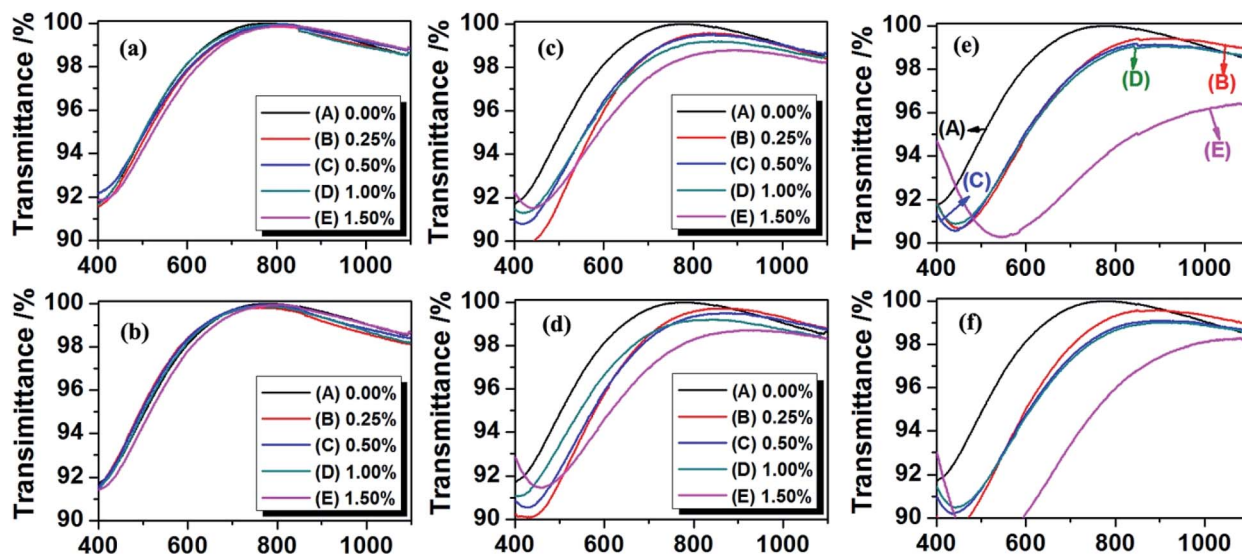 Transmittance /%
(a)
100
98
96
94
92
90
400 600 800 1000
(A) 0.00%
(B) 0.25%
(C) 0.50%
(D) 1.00%
(E) 1.50%
Transmittance /%
(c)
100
98
96
94
92
90
400 600 800 1000
(A) 0.00%
(B) 0.25%
(C) 0.50%
(D) 1.00%
(E) 1.50%
Transmittance /%
(e)
100
98
96
94
92
90
400 600 800 1000
(A)
(B)
(C)
(D)
(E)
Transimittance /%
(b)
100
98
96
94
92
90
400 600 800 1000
(A) 0.00%
(B) 0.25%
(C) 0.50%
(D) 1.00%
(E) 1.50%
Transmittance /%
(d)
100
98
96
94
92
90
400 600 800 1000
(A) 0.00%
(B) 0.25%
(C) 0.50%
(D) 1.00%
(E) 1.50%
Transmittance /%
(f)
100
98
96
94
92
90
400 600 800 1000